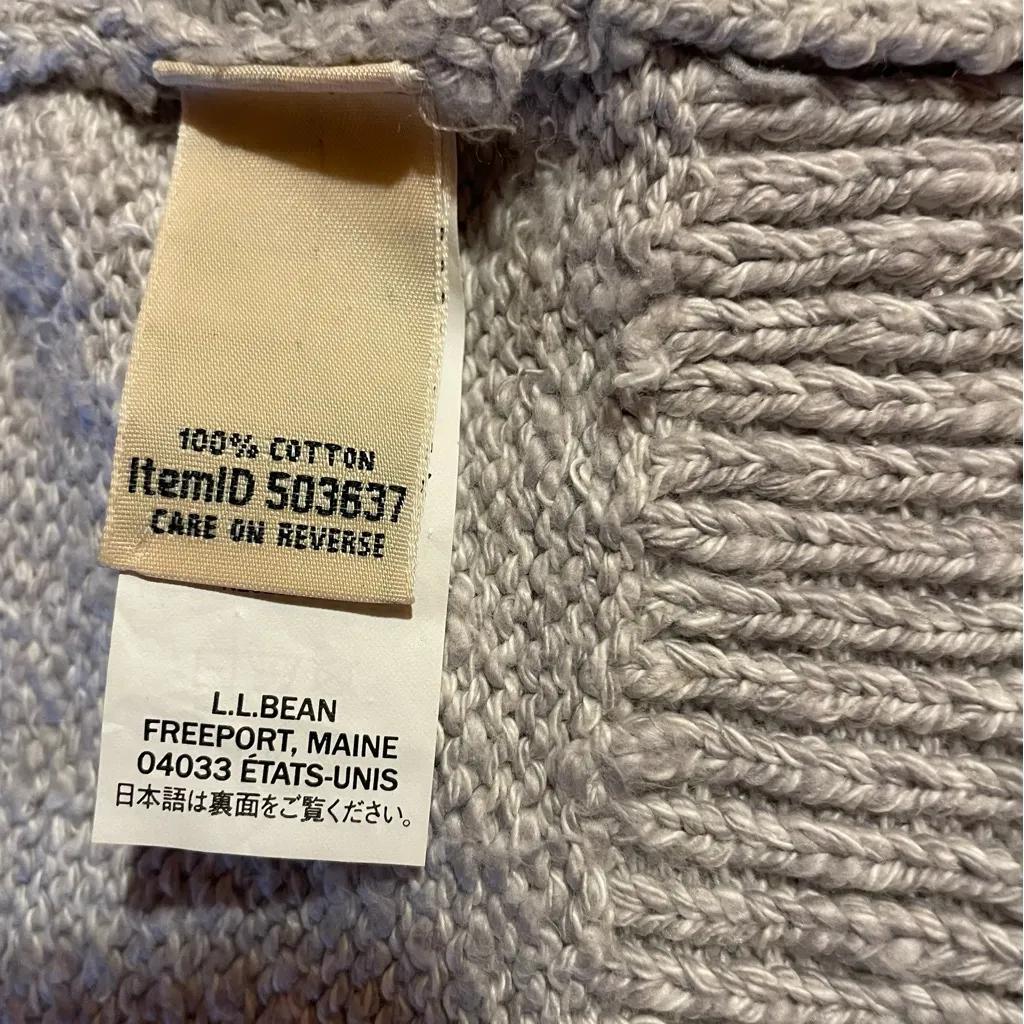 100% COTTON
ItemID 503637
CARE ON REVERSE
L.L.BEAN
FREEPORT, MAINE
04033 ÉTATS-UNIS
日本語は裏面をご覧ください。